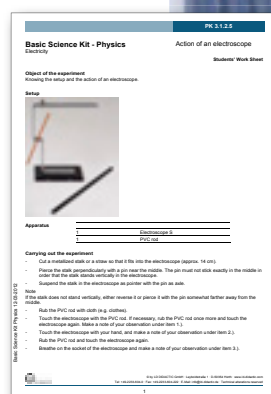 PK 3.1.2.5
Basic Science Kit - Physics
Action of an electroscope
Electricity
Students' Work Sheet
Object of the experiment
Knowing the setup and the action of an electroscope.
Setup
Apparatus
1 Electroscope S
1 PVC rod
Carrying out the experiment
- Cut a metallized stalk or a straw so that it fits into the electroscope (approx. 14 cm).
- Pierce the stalk perpendicularly with a pin near the middle. The pin must not stick exactly in the middle in
order that the stalk stands vertically in the electroscope.
- Suspend the stalk in the electroscope as pointer with the pin as axle.
Note
If the stalk does not stand vertically, either reverse it or pierce it with the pin somewhat farther away from the
middle.
- Rub the PVC rod with cloth (e.g. clothes).
- Touch the electroscope with the PVC rod. If necessary, rub the PVC rod once more and touch the
electroscope again. Make a note of your observation under item 1.).
- Touch the electroscope with your hand, and make a note of your observation under item 2.).
- Rub the PVC rod and touch the electroscope again.
- Breathe on the socket of the electroscope and make a note of your observation under item 3.).
1